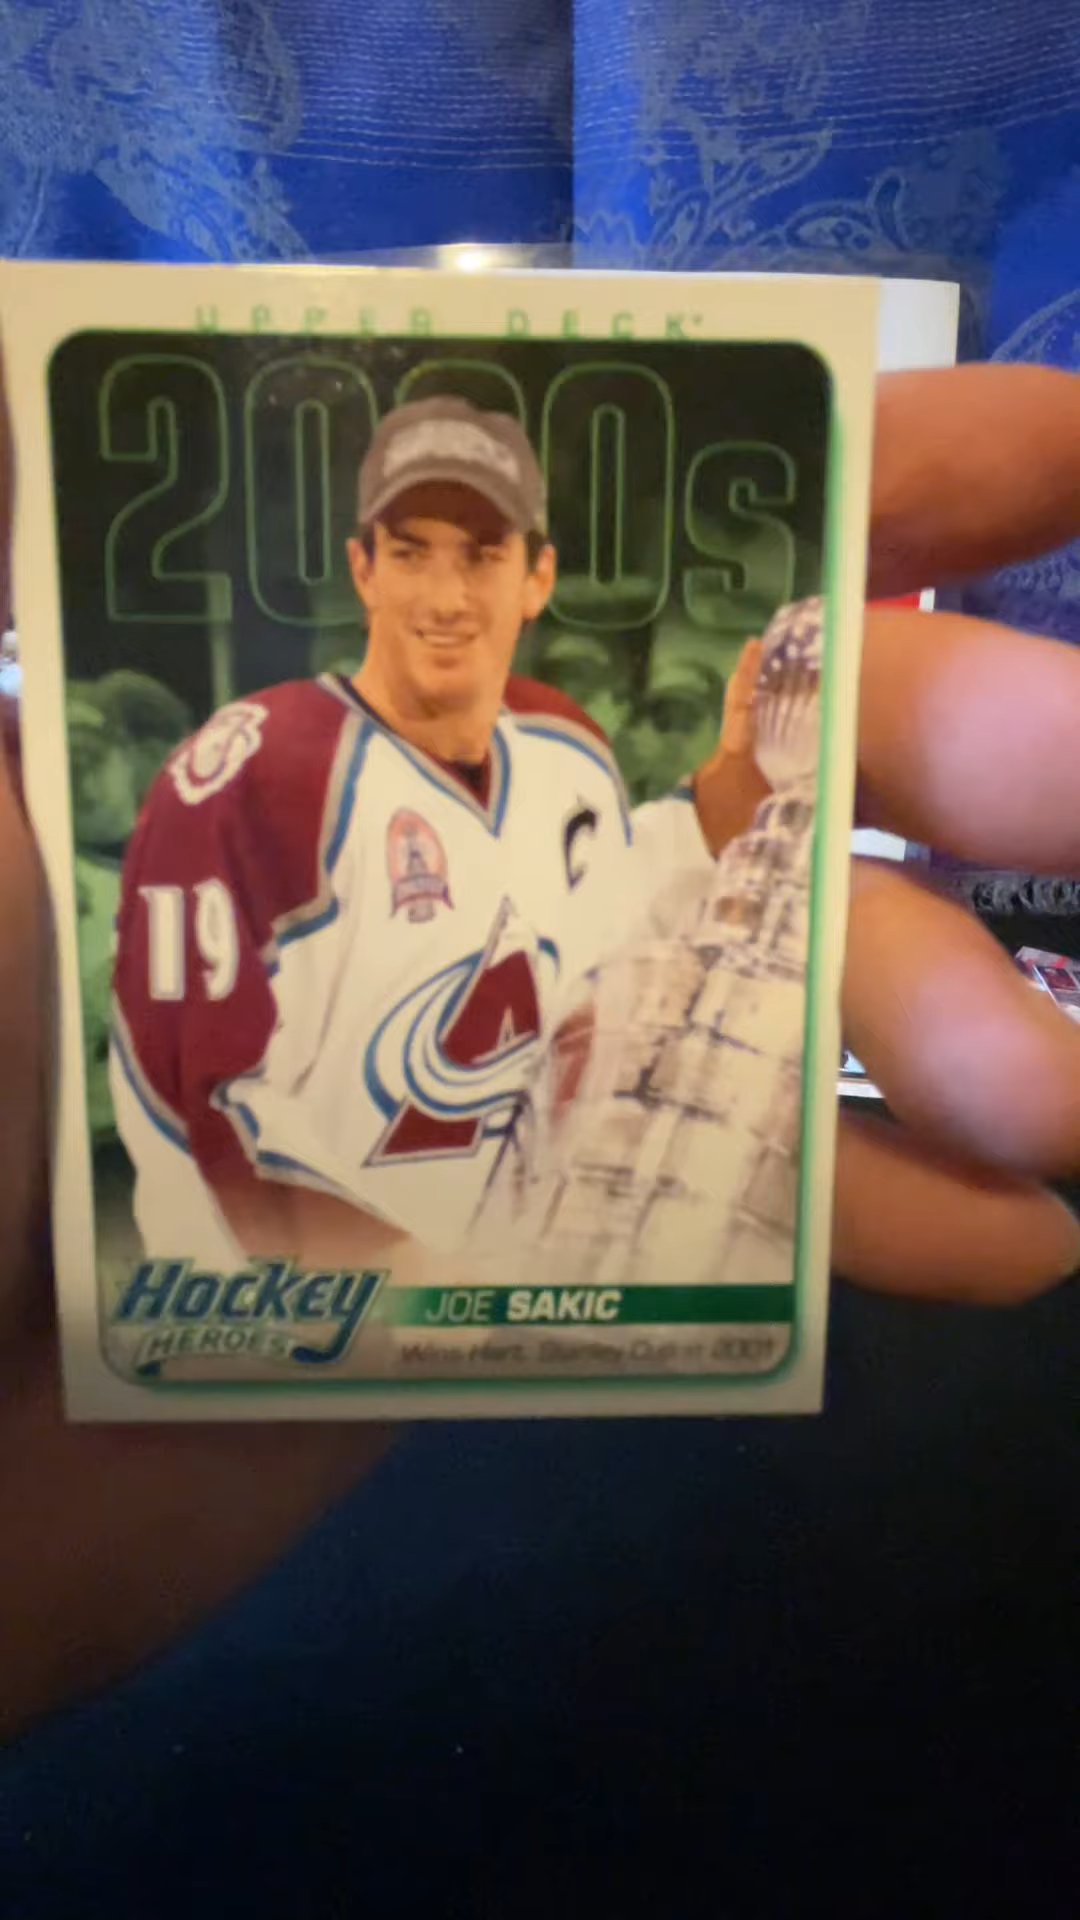 UPPER DECK
2000s
C
19
A
Hockey
HEROES
JOE SAKIC
Wins Hart, Stanley Cup in 2001